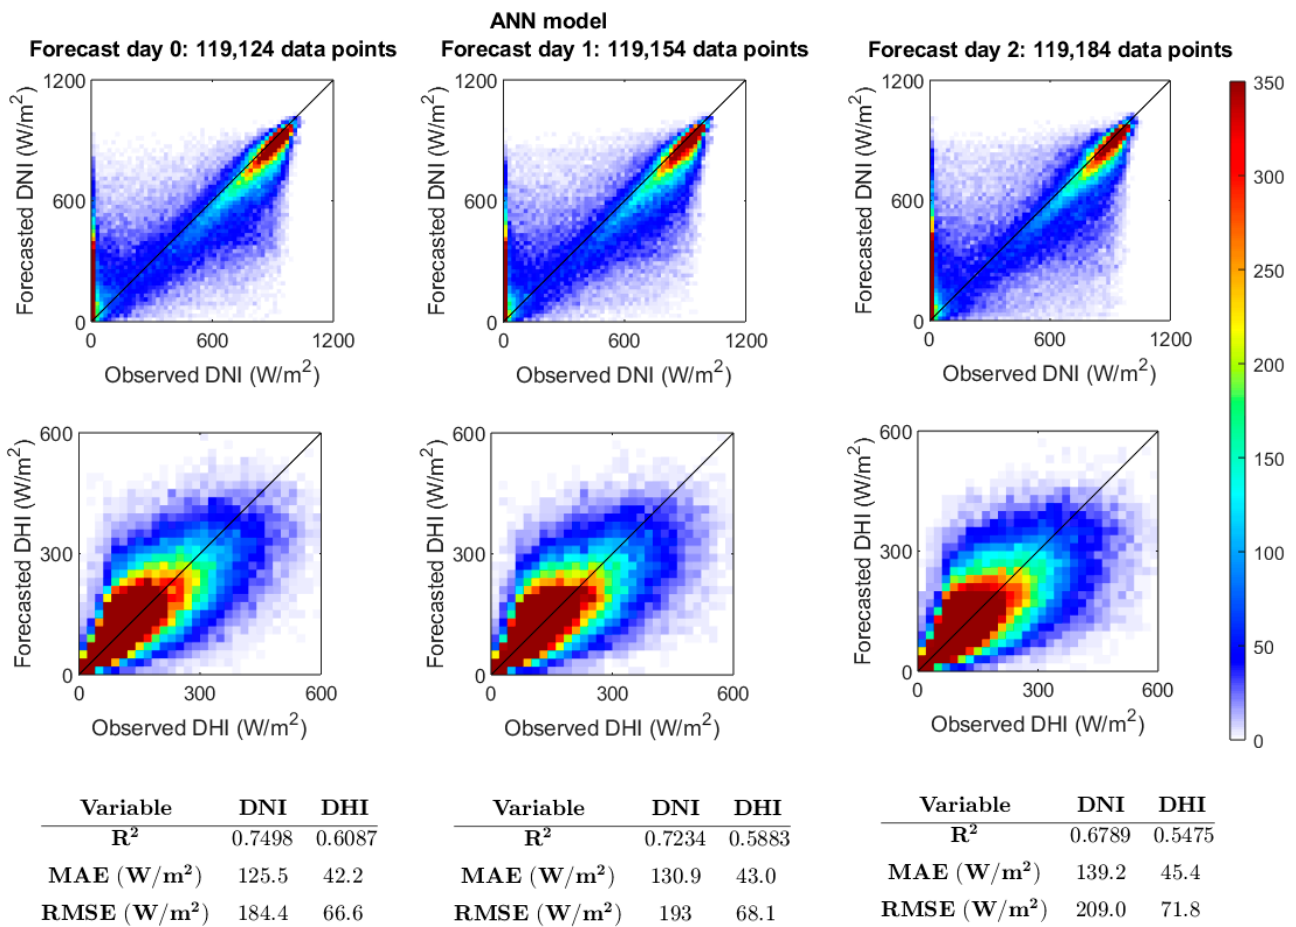 ANN model
Forecast day 0: 119,124 data points
Forecast day 1: 119,154 data points
Forecast day 2: 119,184 data points
1200
600
0
Forecasted DNI (W/m²)
0 600 1200
Observed DNI (W/m²)
1200
600
0
Forecasted DNI (W/m²)
0 600 1200
Observed DNI (W/m²)
1200
600
0
Forecasted DNI (W/m²)
0 600 1200
Observed DNI (W/m²)
350
300
250
200
150
100
50
0
600
300
0
Forecasted DHI (W/m²)
0 300 600
Observed DHI (W/m²)
600
300
0
Forecasted DHI (W/m²)
0 300 600
Observed DHI (W/m²)
600
300
0
Forecasted DHI (W/m²)
0 300 600
Observed DHI (W/m²)
Variable DNI DHI
R² 0.7498 0.6087
MAE (W/m²) 125.5 42.2
RMSE (W/m²) 184.4 66.6
Variable DNI DHI
R² 0.7234 0.5883
MAE (W/m²) 130.9 43.0
RMSE (W/m²) 193 68.1
Variable DNI DHI
R² 0.6789 0.5475
MAE (W/m²) 139.2 45.4
RMSE (W/m²) 209.0 71.8